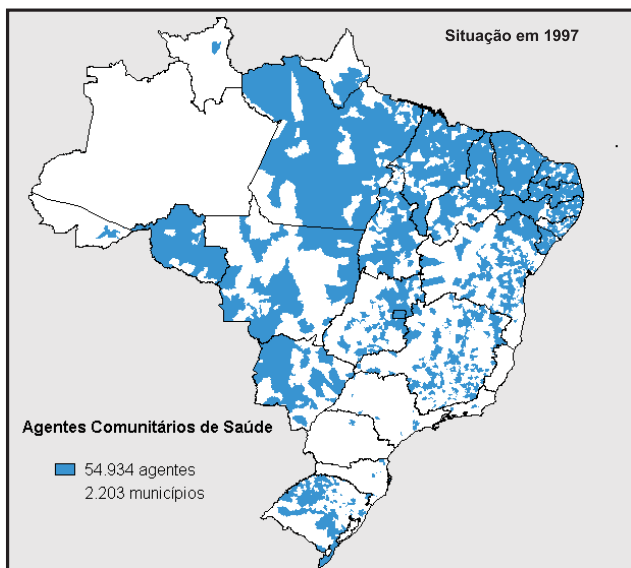 Situação em 1997
Agentes Comunitários de Saúde
54.934 agentes
2.203 municípios